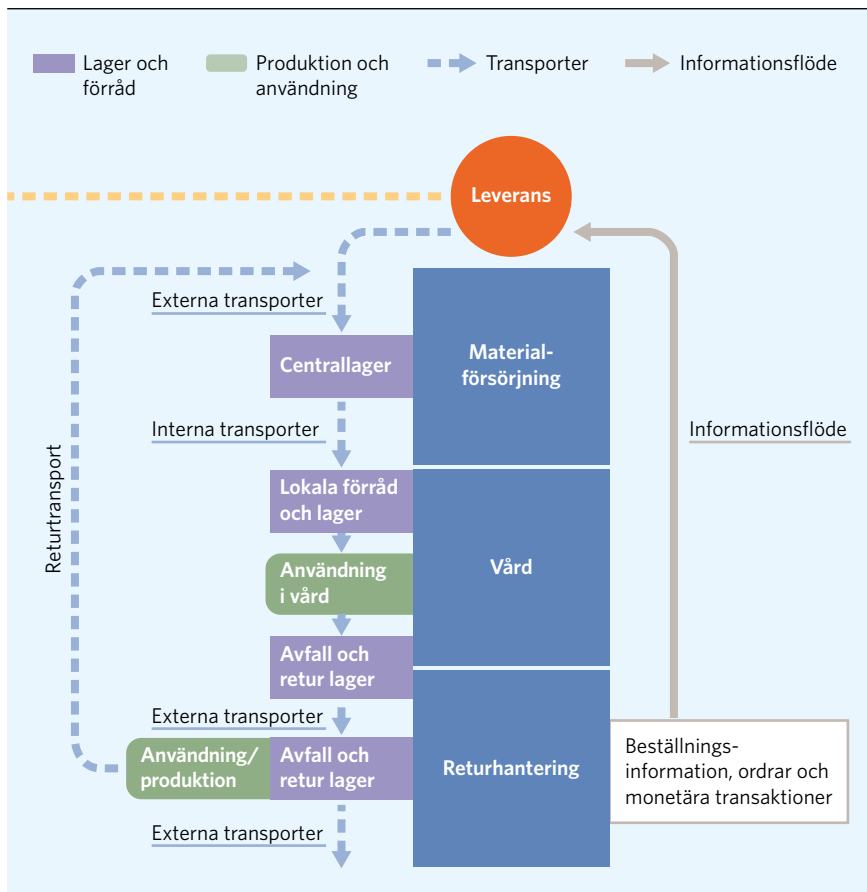 Lager och
förråd
Produktion och
användning
Transporter
Informationsflöde
Leverans
Externa transporter
Centrallager
Material-
försörjning
Interna transporter
Informationsflöde
Returtransport
Lokala förråd
och lager
Användning
i vård
Vård
Avfall och
retur lager
Externa transporter
Användning/
produktion
Avfall och
retur lager
Returhantering
Beställnings-
information, ordrar och
monetära transaktioner
Externa transporter